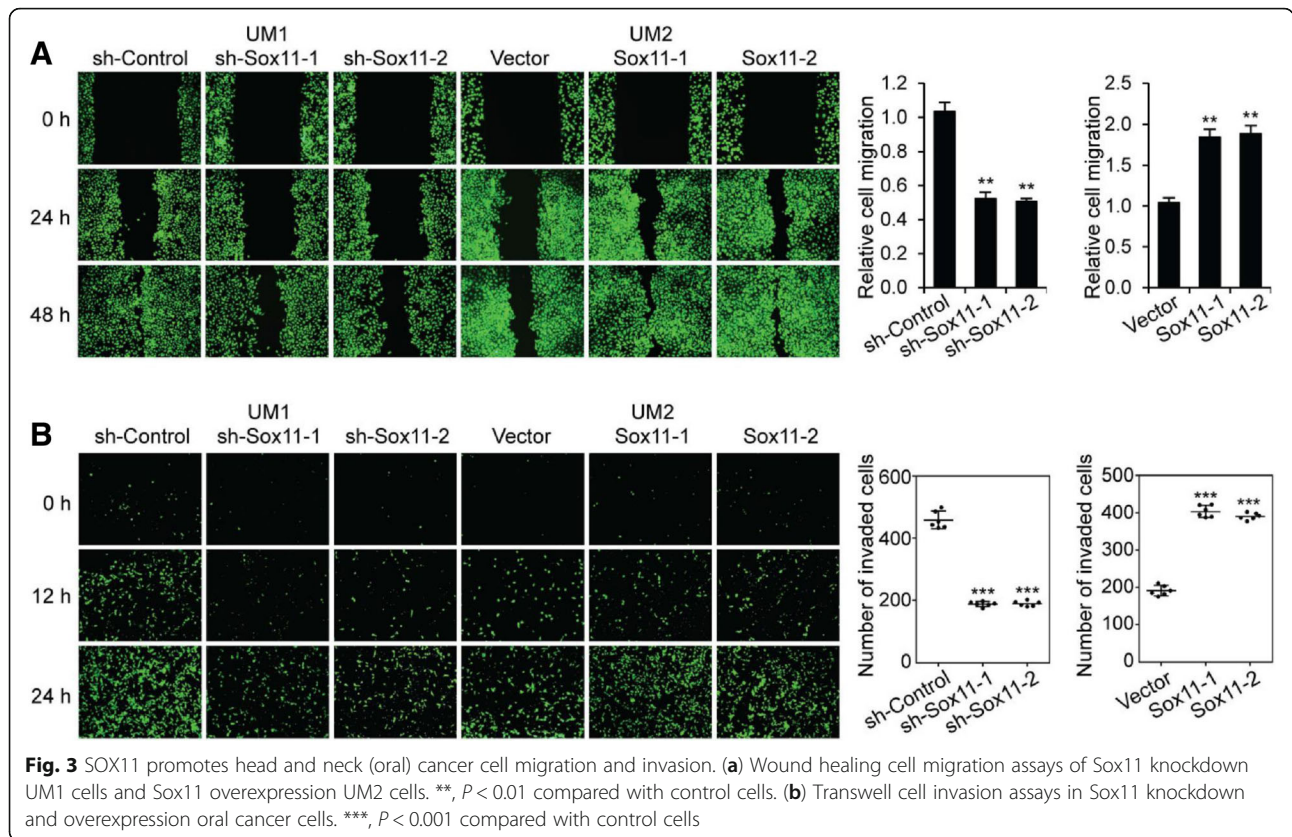 A
UM1
UM2
sh-Control sh-Sox11-1 sh-Sox11-2 Vector Sox11-1 Sox11-2
0 h
24 h
48 h
Relative cell migration
1.2
1.0
0.8
0.6
0.4
0.2
0.0
** **
sh-Control
sh-Sox11-1
sh-Sox11-2
Relative cell migration
2.5
2.0
1.5
1.0
0.5
0.0
** **
Vector
Sox11-1
Sox11-2
B
UM1
UM2
sh-Control sh-Sox11-1 sh-Sox11-2 Vector Sox11-1 Sox11-2
0 h
12 h
24 h
Number of invaded cells
600
400
200
0
*** ***
sh-Control
sh-Sox11-1
sh-Sox11-2
Number of invaded cells
500
400
300
200
100
0
*** ***
Vector
Sox11-1
Sox11-2
Fig. 3 SOX11 promotes head and neck (oral) cancer cell migration and invasion. (a) Wound healing cell migration assays of Sox11 knockdown
UM1 cells and Sox11 overexpression UM2 cells. **, P < 0.01 compared with control cells. (b) Transwell cell invasion assays in Sox11 knockdown
and overexpression oral cancer cells. ***, P < 0.001 compared with control cells